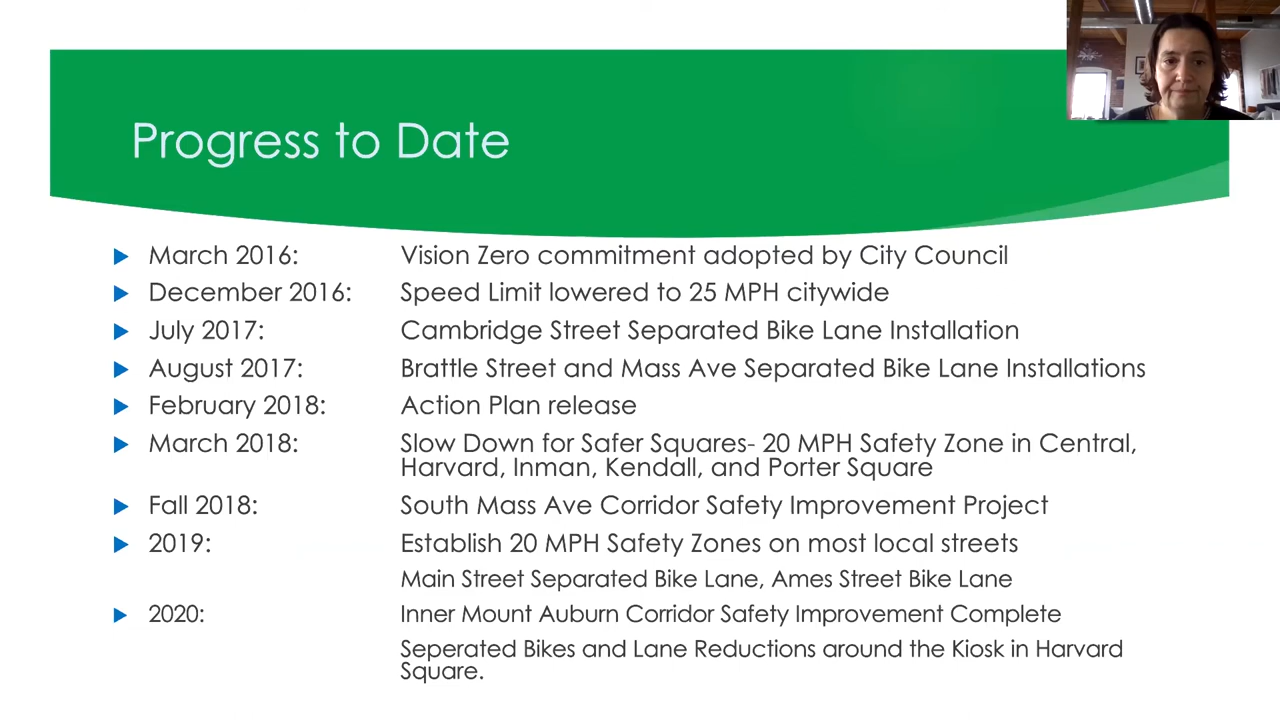 Progress to Date
March 2016: Vision Zero commitment adopted by City Council
December 2016: Speed Limit lowered to 25 MPH citywide
July 2017: Cambridge Street Separated Bike Lane Installation
August 2017: Brattle Street and Mass Ave Separated Bike Lane Installations
February 2018: Action Plan release
March 2018: Slow Down for Safer Squares- 20 MPH Safety Zone in Central,
Harvard, Inman, Kendall, and Porter Square
Fall 2018: South Mass Ave Corridor Safety Improvement Project
2019: Establish 20 MPH Safety Zones on most local streets
Main Street Separated Bike Lane, Ames Street Bike Lane
2020: Inner Mount Auburn Corridor Safety Improvement Complete
Seperated Bikes and Lane Reductions around the Kiosk in Harvard
Square.